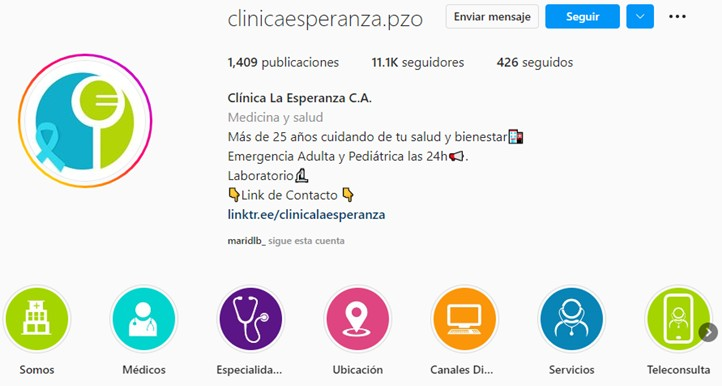 clinicaesperanza.pzo Enviar mensaje Seguir
1,409 publicaciones 11.1K seguidores 426 seguidos
Clínica La Esperanza C.A.
Medicina y salud
Más de 25 años cuidando de tu salud y bienestar🏥
Emergencia Adulta y Pediátrica las 24h📢.
Laboratorio🔬
👇Link de Contacto 👇
linktr.ee/clinicalaesperanza
maridlb_ sigue esta cuenta
Somos Médicos Especialida... Ubicación Canales Di... Servicios Teleconsulta